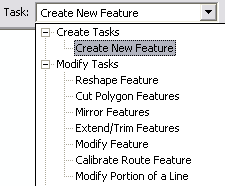 Task: Create New Feature
Create Tasks
Create New Feature
Modify Tasks
Reshape Feature
Cut Polygon Features
Mirror Features
Extend/Trim Features
Modify Feature
Calibrate Route Feature
Modify Portion of a Line